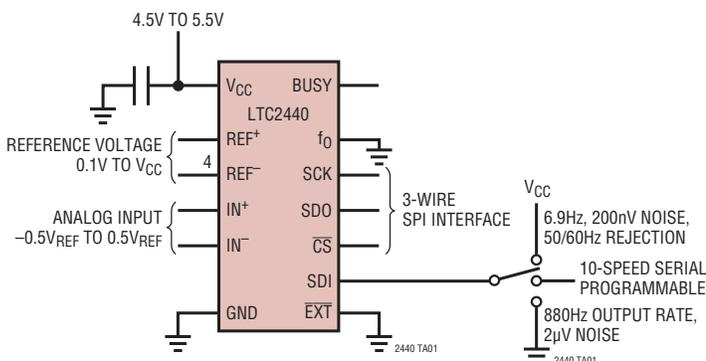 4.5V TO 5.5V
VCC
BUSY
LTC2440
REFERENCE VOLTAGE
0.1V TO VCC
REF+
fO
4
REF–
SCK
ANALOG INPUT
–0.5VREF TO 0.5VREF
IN+
SDO
IN–
CS
3-WIRE
SPI INTERFACE
SDI
GND
EXT
2440 TA01
VCC
6.9Hz, 200nV NOISE,
50/60Hz REJECTION
10-SPEED SERIAL
PROGRAMMABLE
880Hz OUTPUT RATE,
2µV NOISE
2440 TA01